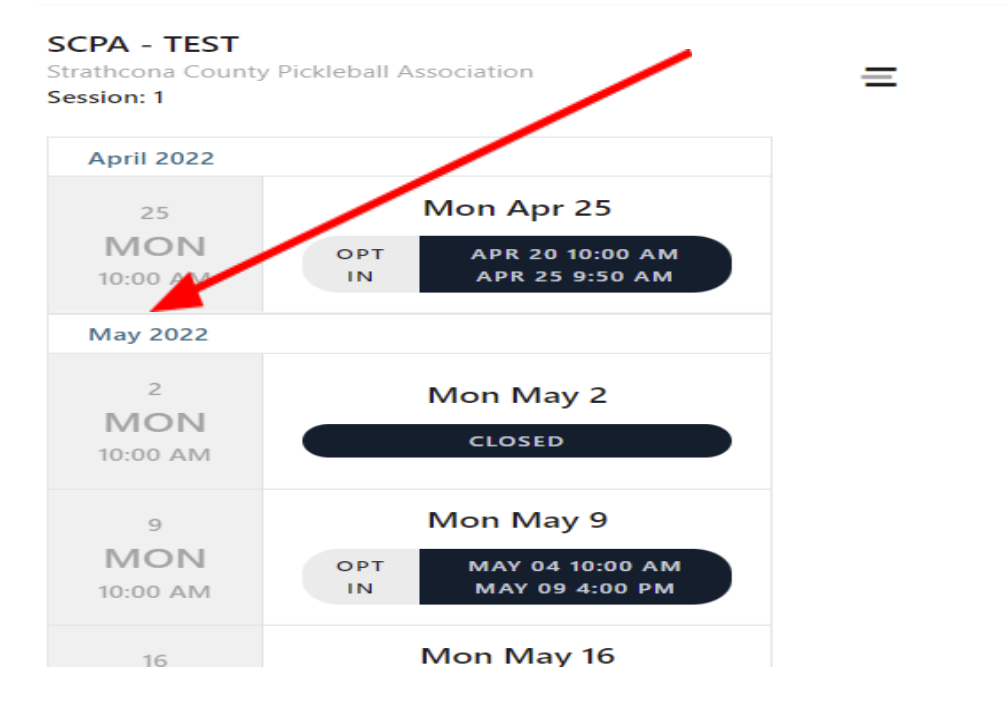 SCPA - TEST
Strathcona County Pickleball Association
Session: 1
April 2022
25
MON
10:00 AM
Mon Apr 25
OPT IN
APR 20 10:00 AM
APR 25 9:50 AM
May 2022
2
MON
10:00 AM
Mon May 2
CLOSED
9
MON
10:00 AM
Mon May 9
OPT IN
MAY 04 10:00 AM
MAY 09 4:00 PM
16
Mon May 16